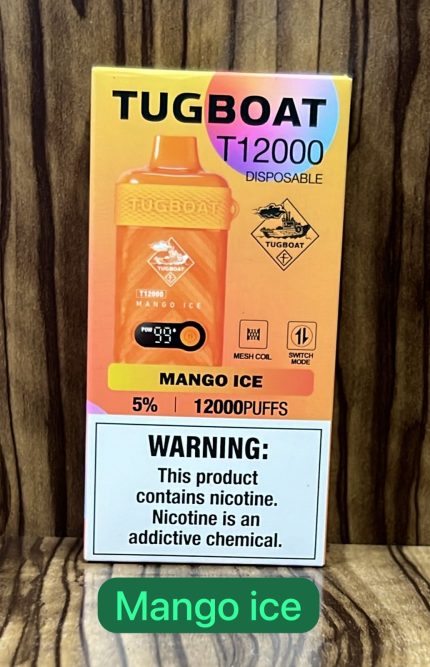 TUGBOAT
T12000
DISPOSABLE
TUGBOAT
TUGBOAT
TUGBOAT
T12000
MANGO ICE
POW 99
MESH COIL
SWITCH
MODE
MANGO ICE
5% | 12000PUFFS
WARNING:
This product
contains nicotine.
Nicotine is an
addictive chemical.
Mango ice